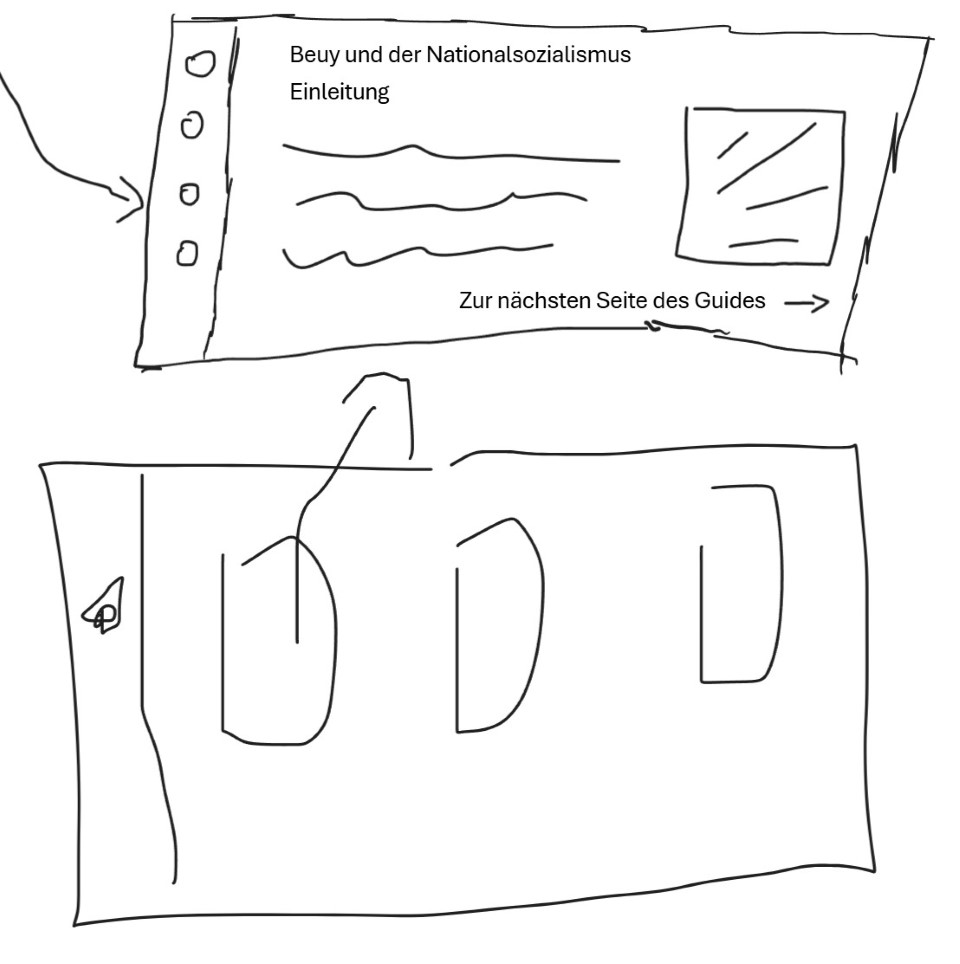 Beuy und der Nationalsozialismus
Einleitung
Zur nächsten Seite des Guides